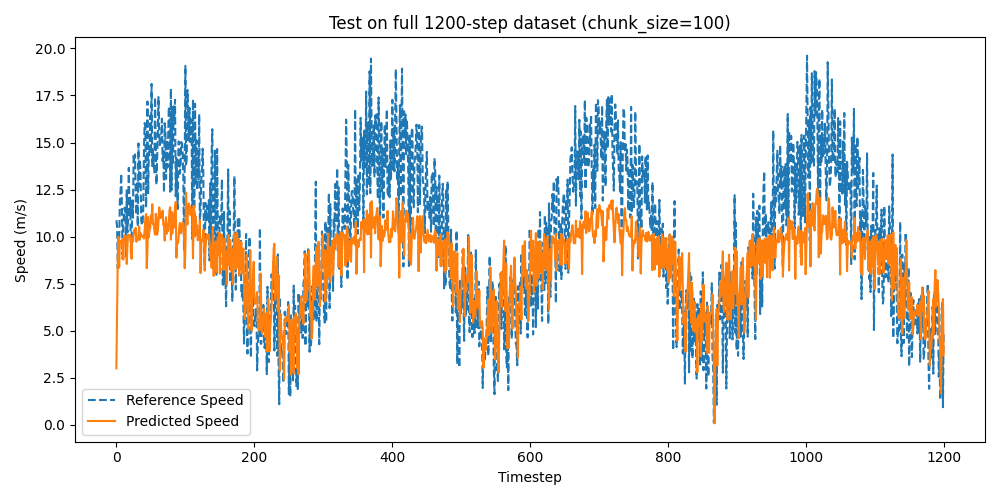 Test on full 1200-step dataset (chunk_size=100)
Speed (m/s)
20.0
17.5
15.0
12.5
10.0
7.5
5.0
2.5
0.0
Reference Speed
Predicted Speed
0 200 400 600 800 1000 1200
Timestep